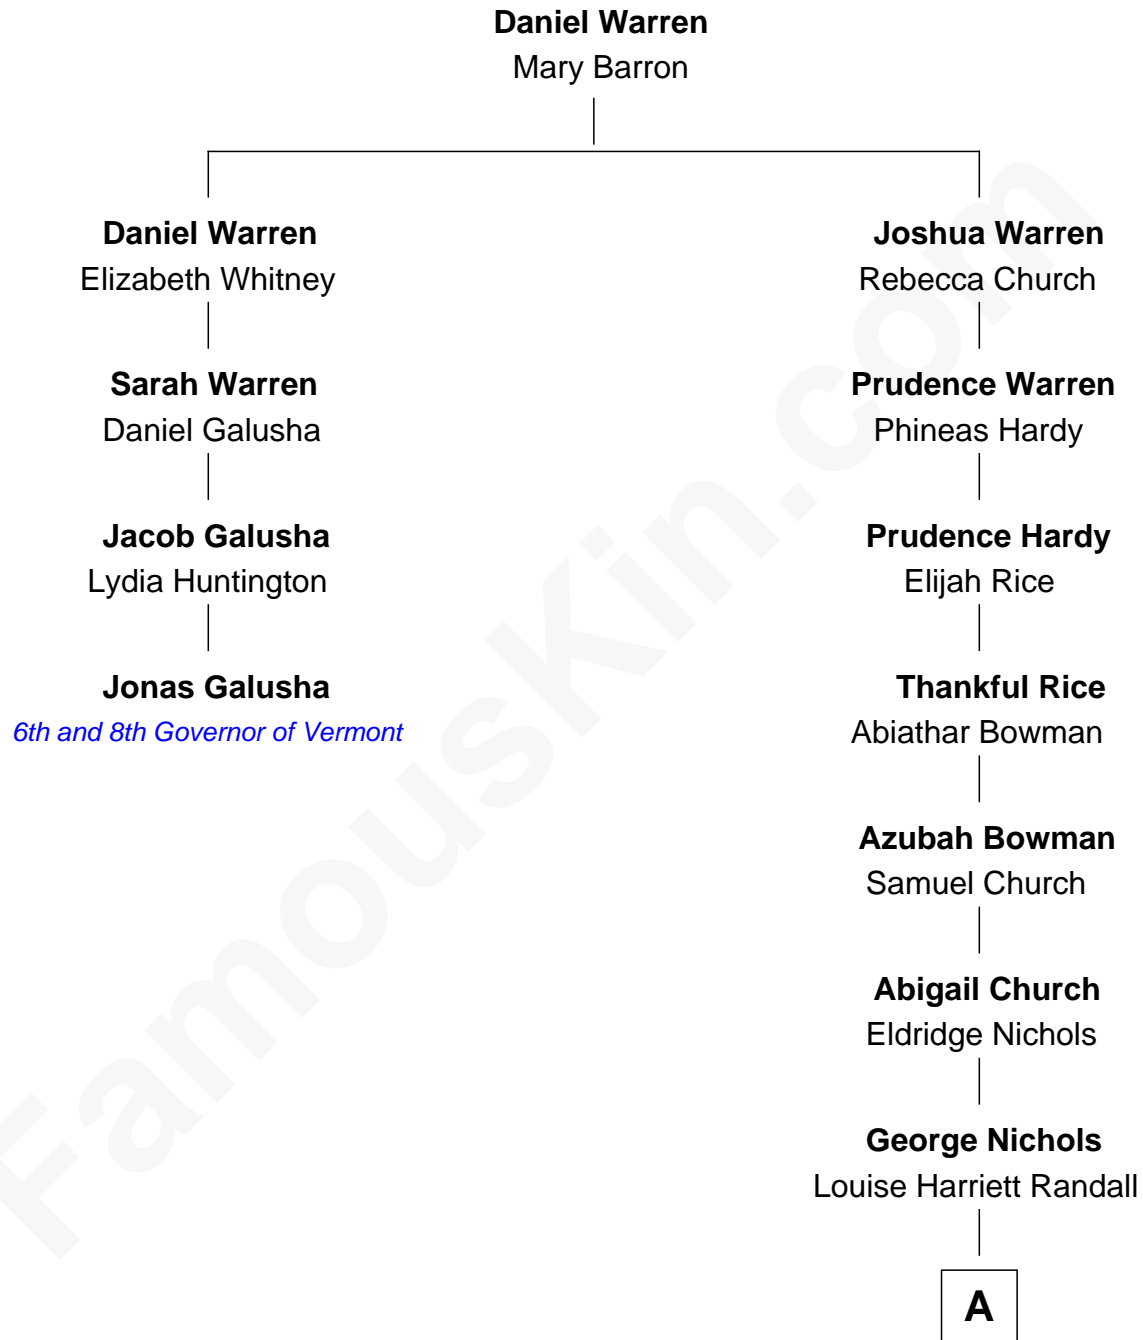 Daniel Warren
Mary Barron
Daniel Warren
Elizabeth Whitney
Joshua Warren
Rebecca Church
Sarah Warren
Daniel Galusha
Prudence Warren
Phineas Hardy
Jacob Galusha
Lydia Huntington
Prudence Hardy
Elijah Rice
Jonas Galusha
6th and 8th Governor of Vermont
Thankful Rice
Abiathar Bowman
Azubah Bowman
Samuel Church
Abigail Church
Eldridge Nichols
George Nichols
Louise Harriett Randall
A
FamousKin.com